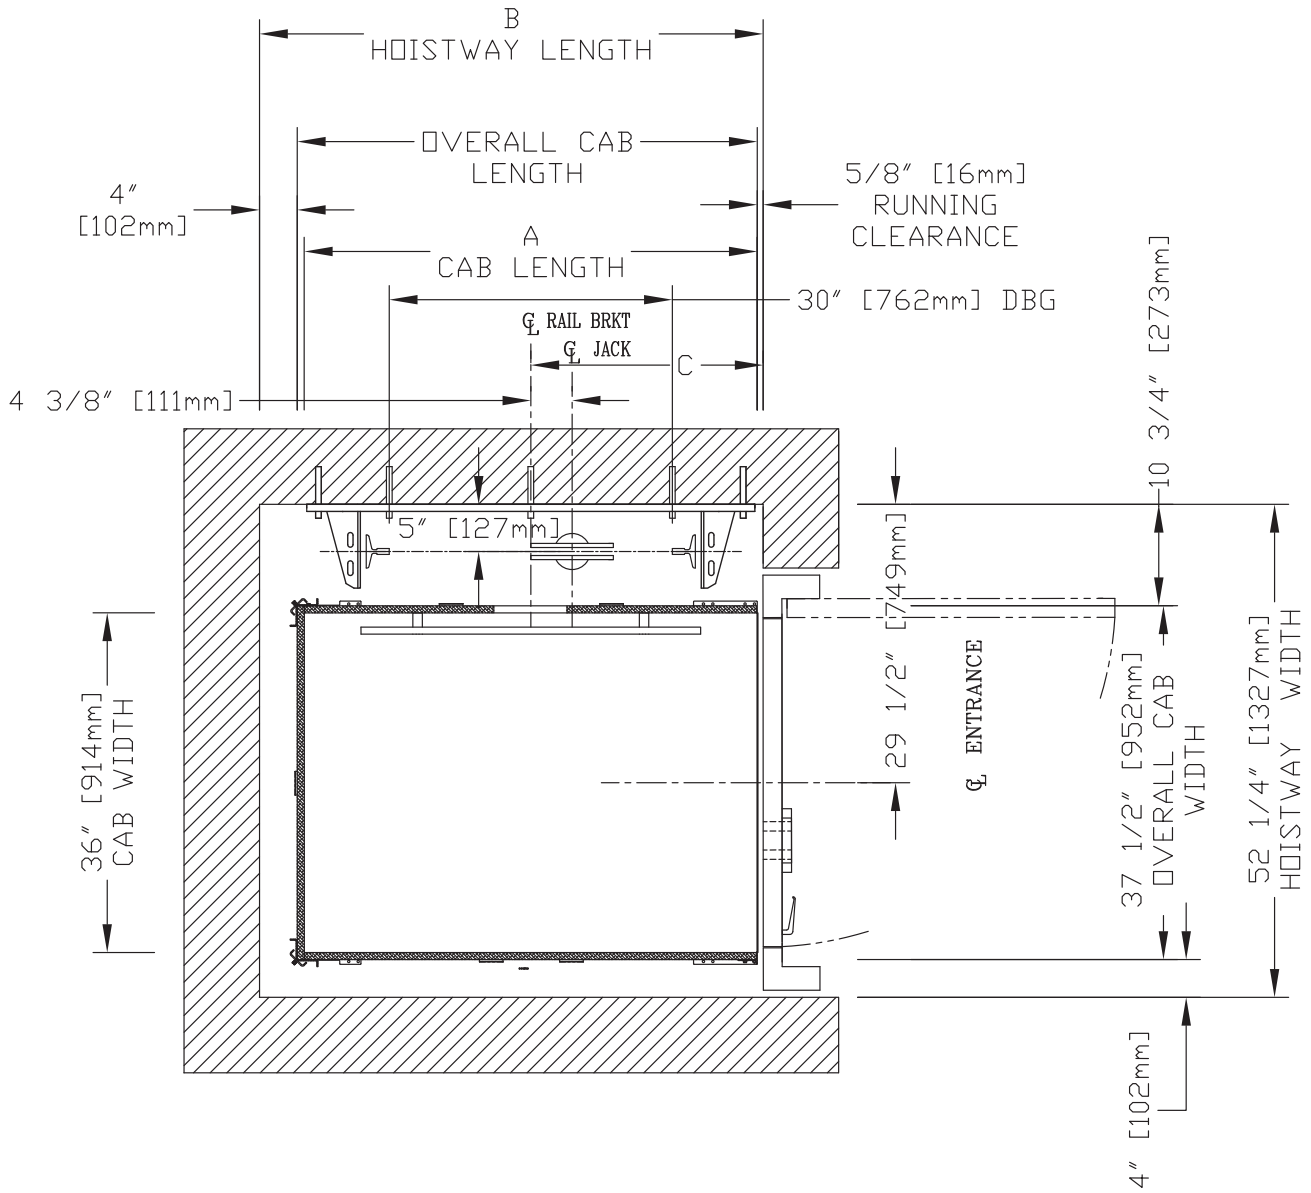 B
HOISTWAY LENGTH
OVERALL CAB
LENGTH
4"
[102mm]
5/8" [16mm]
RUNNING
CLEARANCE
A
CAB LENGTH
30" [762mm] DBG
℄ RAIL BRKT
℄ JACK
C
4 3/8" [111mm]
10 3/4" [273mm]
5" [127mm]
29 1/2" [749mm]
℄ ENTRANCE
36" [914mm]
CAB WIDTH
37 1/2" [952mm]
OVERALL CAB
WIDTH
52 1/4" [1327mm]
HOISTWAY WIDTH
4" [102mm]